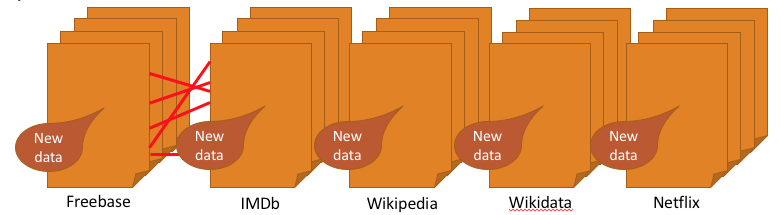 New
data
New
data
New
data
New
data
New
data
Freebase
IMDb
Wikipedia
Wikidata
Netflix